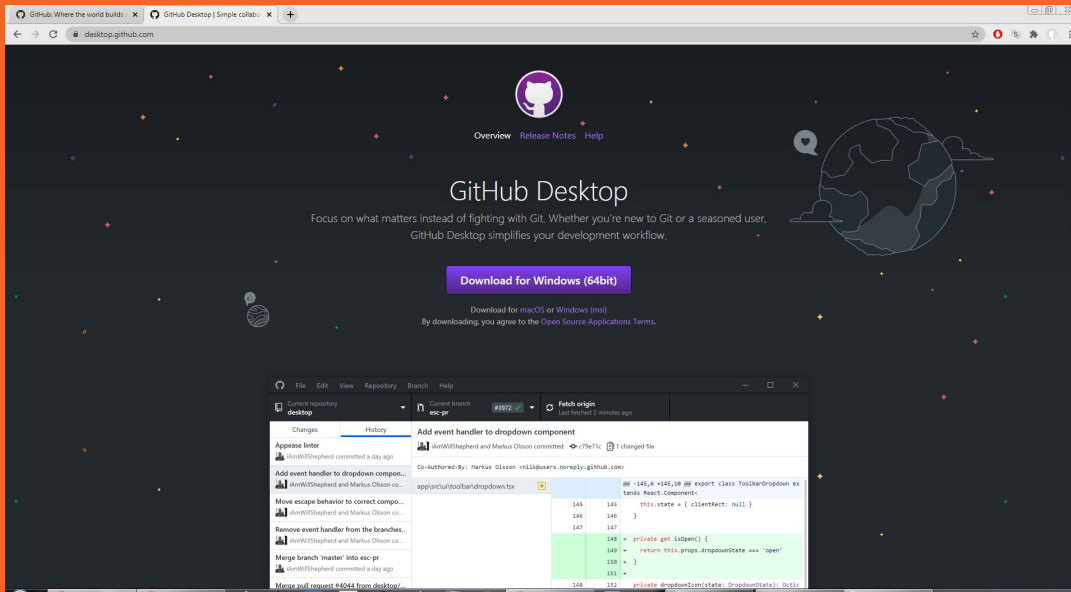 GitHub: Where the world builds s
GitHub Desktop | Simple collabor
desktop.github.com
Overview Release Notes Help
GitHub Desktop
Focus on what matters instead of fighting with Git. Whether you're new to Git or a seasoned user,
GitHub Desktop simplifies your development workflow.
Download for Windows (64bit)
Download for macOS or Windows (msi)
By downloading, you agree to the Open Source Applications Terms.
File Edit View Repository Branch Help
Current repository
desktop
Current branch
esc-pr
#3972
Fetch origin
Last fetched 2 minutes ago
Changes History
Appease linter
iAmWillShepherd committed a day ago
Add event handler to dropdown compon...
iAmWillShepherd and Markus Olsson co...
Move escape behavior to correct compo...
iAmWillShepherd and Markus Olsson co...
Remove event handler from the branches..
iAmWillShepherd and Markus Olsson co...
Merge branch 'master' into esc-pr
iAmWillShepherd committed a day ago
Merge pull request #4044 from desktop/...
Add event handler to dropdown component
iAmWillShepherd and Markus Olsson committed c79e71c 1 changed file
Co-Authored-By: Markus Olsson <niik@users.noreply.github.com>
app\src\ui\toolbar\dropdown.tsx
@@ -145,6 +145,10 @@ export class ToolbarDropdown ex
tends React.Component<
145 145 this.state = { clientRect: null }
146 146 }
147 147
148 + private get isOpen() {
149 + return this.props.dropdownState === 'open'
150 + }
151 +
148 152 private dropdownIcon(state: DropdownState): Octic